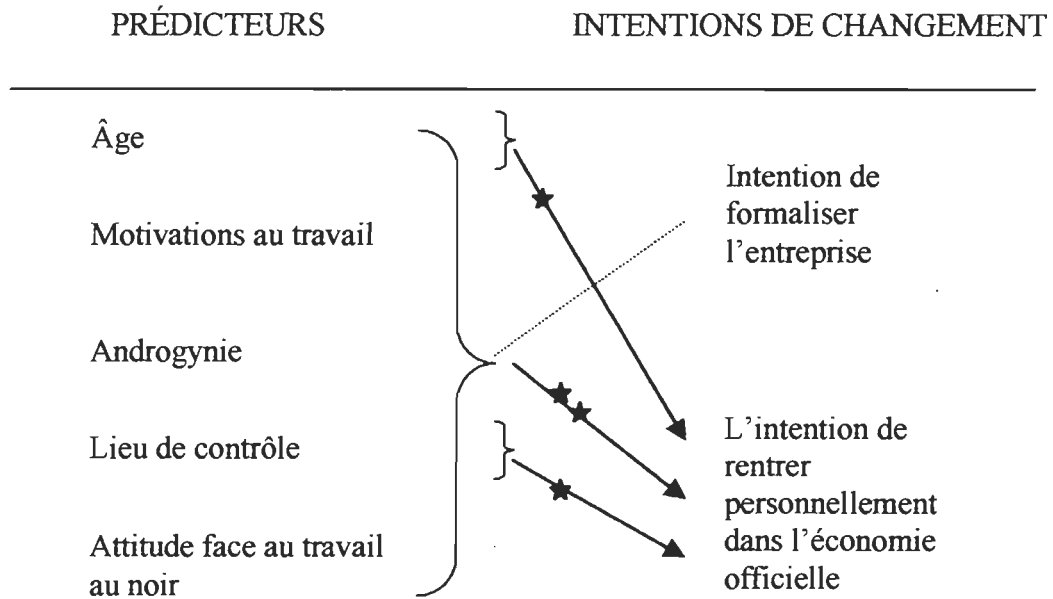 PRÉDICTEURS
INTENTIONS DE CHANGEMENT
Âge
Motivations au travail
Androgynie
Lieu de contrôle
Attitude face au travail
au noir
Intention de
formaliser
l'entreprise
L'intention de
rentrer
personnellement
dans l'économie
officielle